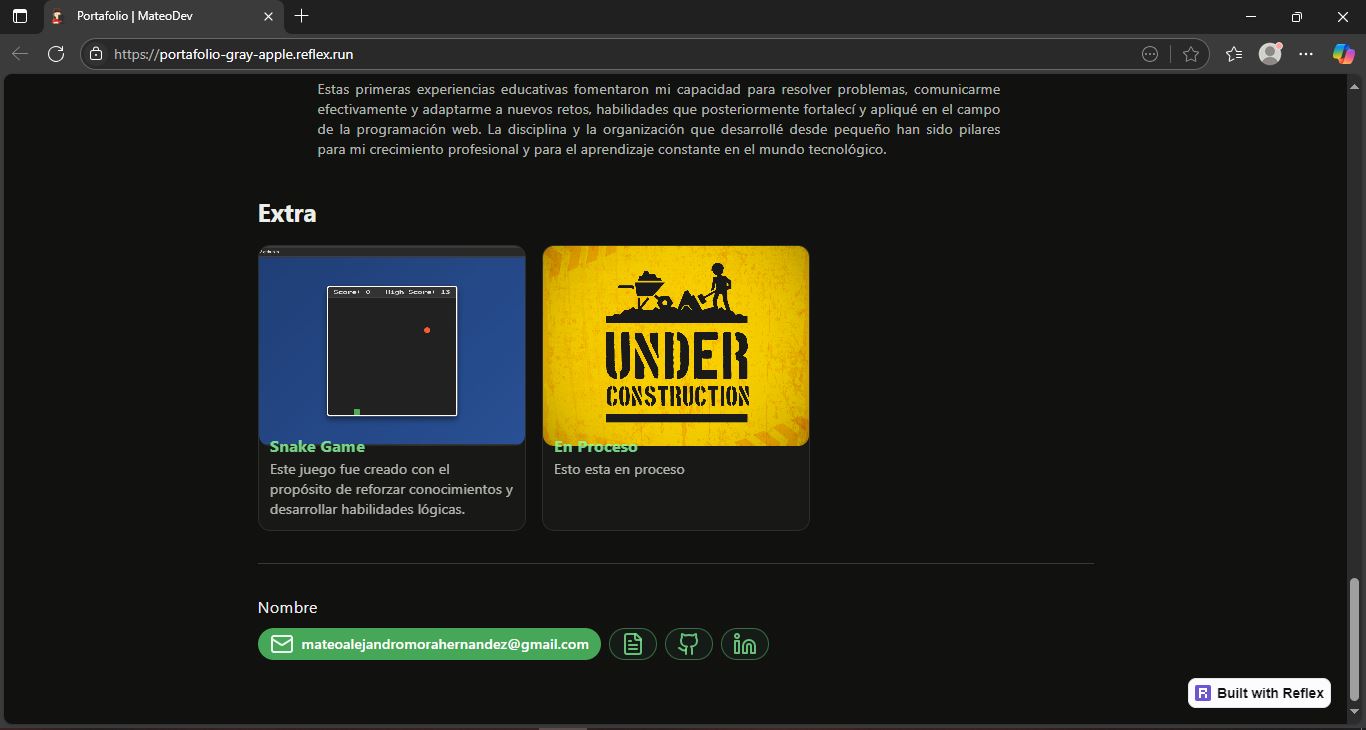 Portafolio | MateoDev
https://portafolio-gray-apple.reflex.run
Estas primeras experiencias educativas fomentaron mi capacidad para resolver problemas, comunicarme
efectivamente y adaptarme a nuevos retos, habilidades que posteriormente fortalecí y apliqué en el campo
de la programación web. La disciplina y la organización que desarrollé desde pequeño han sido pilares
para mi crecimiento profesional y para el aprendizaje constante en el mundo tecnológico.
Extra
Score: 0 High Score: 13
UNDER
CONSTRUCTION
Snake Game
Este juego fue creado con el
propósito de reforzar conocimientos y
desarrollar habilidades lógicas.
En Proceso
Esto esta en proceso
Nombre
mateoalejandromorahernandez@gmail.com
Built with Reflex